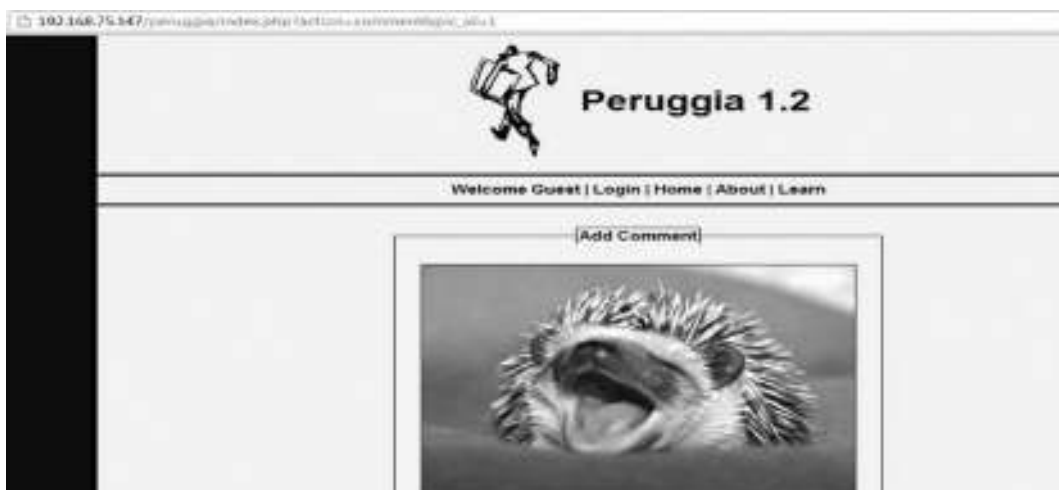 192.168.75.147/peruggia/index.php?action=comment&pic_id=1
Peruggia 1.2
Welcome Guest | Login | Home | About | Learn
[Add Comment]